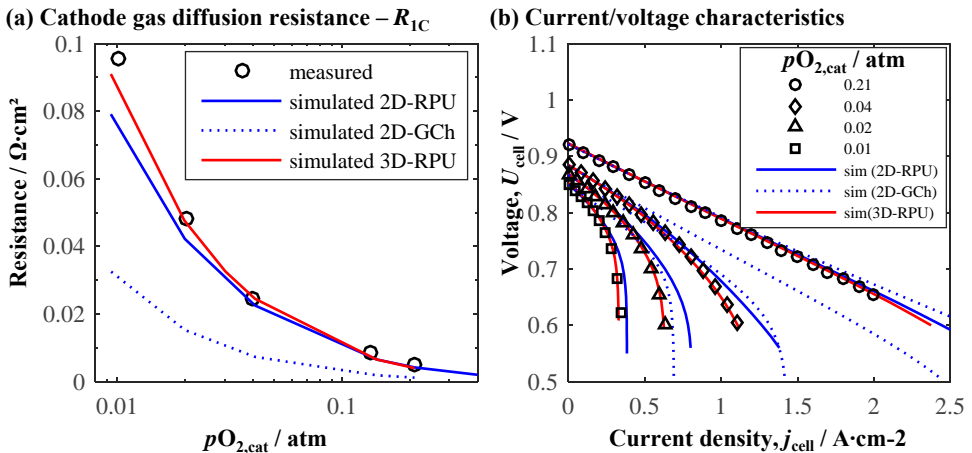 (a) Cathode gas diffusion resistance – R1C
0.1
0.08
0.06
0.04
0.02
0
Resistance / Ω·cm²
measured
simulated 2D-RPU
simulated 2D-GCh
simulated 3D-RPU
0.01
0.1
pO2,cat / atm
(b) Current/voltage characteristics
1.1
1
0.9
0.8
0.7
0.6
0.5
Voltage, Ucell / V
pO2,cat / atm
0.21
0.04
0.02
0.01
sim (2D-RPU)
sim (2D-GCh)
sim(3D-RPU)
0
0.5
1
1.5
2
2.5
Current density, jcell / A·cm-2